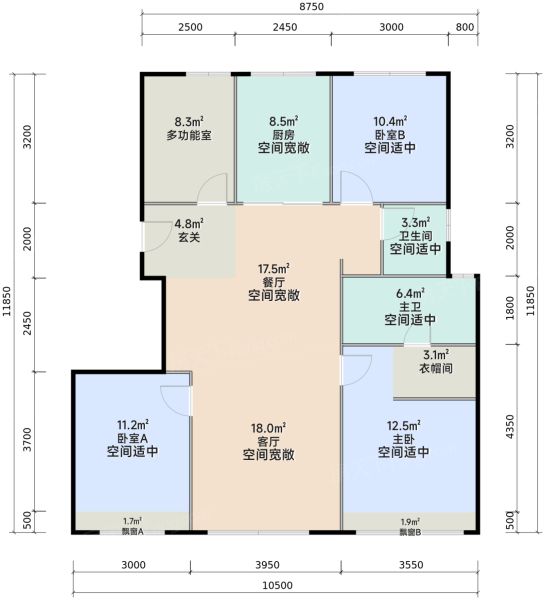 8750
2500 2450 3000 800
3200 2000 2450 3700 500
11850
3200 2000 1800 4350 500
11850
8.3㎡
多功能室
8.5㎡
厨房
空间宽敞
10.4㎡
卧室B
空间适中
4.8㎡
玄关
3.3㎡
卫生间
空间适中
17.5㎡
餐厅
空间宽敞
6.4㎡
主卫
空间适中
3.1㎡
衣帽间
11.2㎡
卧室A
空间适中
18.0㎡
客厅
空间宽敞
12.5㎡
主卧
空间适中
1.7㎡
飘窗A
1.9㎡
飘窗B
3000 3950 3550
10500